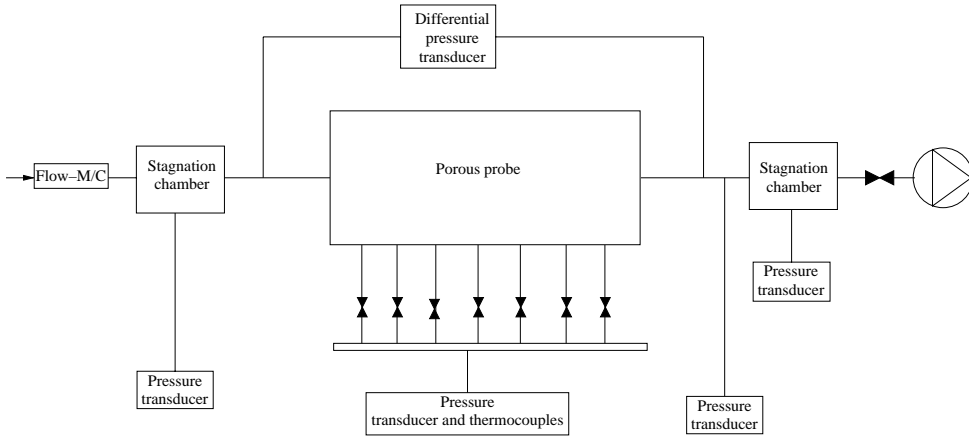 Differential
pressure
transducer
Flow–M/C
Stagnation
chamber
Porous probe
Stagnation
chamber
Pressure
transducer
Pressure
transducer
Pressure
transducer and thermocouples
Pressure
transducer